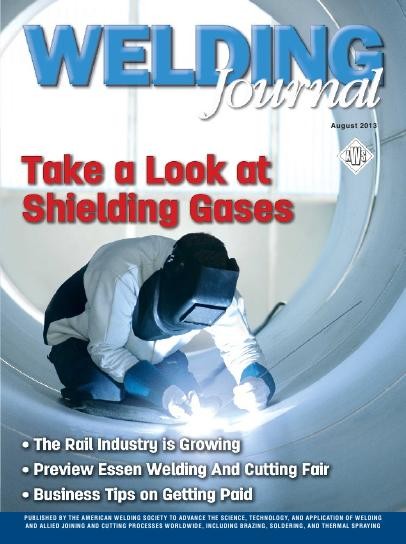 WELDING
Journal
August 2013
AWS
Take a Look at
Shielding Gases
• The Rail Industry is Growing
• Preview Essen Welding And Cutting Fair
• Business Tips on Getting Paid
PUBLISHED BY THE AMERICAN WELDING SOCIETY TO ADVANCE THE SCIENCE, TECHNOLOGY, AND APPLICATION OF WELDING
AND ALLIED JOINING AND CUTTING PROCESSES WORLDWIDE, INCLUDING BRAZING, SOLDERING, AND THERMAL SPRAYING